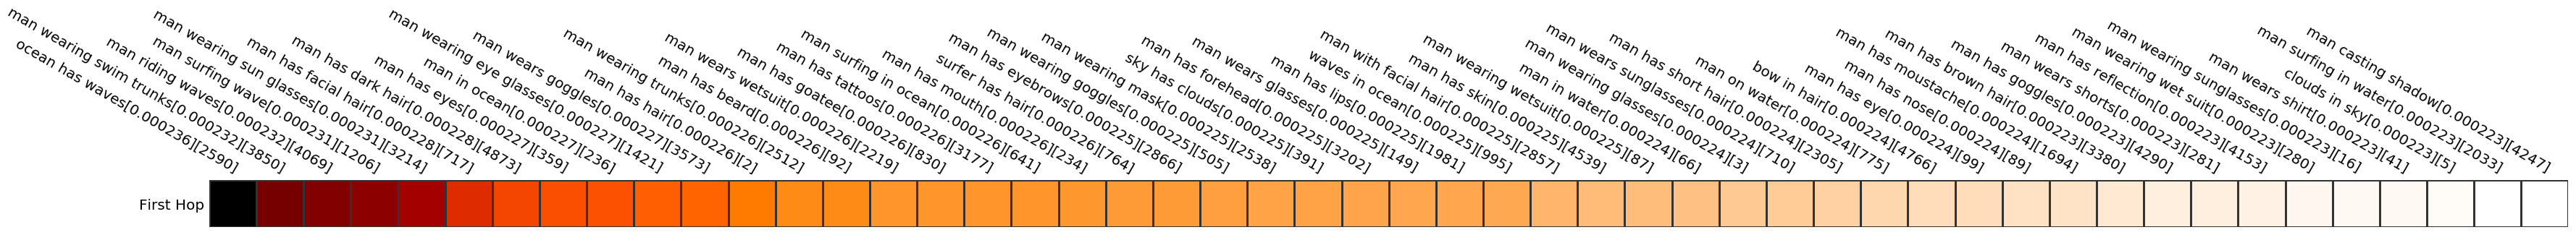 ocean has waves[0.000236][2590]
man wearing swim trunks[0.000232][3850]
man riding waves[0.000232][4069]
man surfing wave[0.000231][1206]
man wearing sun glasses[0.000231][3214]
man has facial hair[0.000228][717]
man has dark hair[0.000228][4873]
man has eyes[0.000227][359]
man in ocean[0.000227][236]
man wearing eye glasses[0.000227][1421]
man wears goggles[0.000227][3573]
man has hair[0.000226][2]
man wearing trunks[0.000226][2512]
man has beard[0.000226][92]
man wears wetsuit[0.000226][2219]
man has goatee[0.000226][830]
man has tattoos[0.000226][3177]
man surfing in ocean[0.000226][641]
man has mouth[0.000226][234]
surfer has hair[0.000226][764]
man has eyebrows[0.000225][2866]
man wearing goggles[0.000225][505]
man wearing mask[0.000225][2538]
sky has clouds[0.000225][391]
man has forehead[0.000225][3202]
man wears glasses[0.000225][149]
man has lips[0.000225][1981]
waves in ocean[0.000225][995]
man with facial hair[0.000225][2857]
man has skin[0.000225][4539]
man wearing wetsuit[0.000225][87]
man in water[0.000224][66]
man wearing glasses[0.000224][3]
man wears sunglasses[0.000224][710]
man has short hair[0.000224][2305]
man on water[0.000224][775]
bow in hair[0.000224][4766]
man has eye[0.000224][99]
man has nose[0.000224][89]
man has moustache[0.000224][1694]
man has brown hair[0.000223][3380]
man has goggles[0.000223][4290]
man wears shorts[0.000223][281]
man has reflection[0.000223][4153]
man wearing wet suit[0.000223][280]
man wearing sunglasses[0.000223][16]
man wears shirt[0.000223][41]
clouds in sky[0.000223][5]
man surfing in water[0.000223][2033]
man casting shadow[0.000223][4247]
First Hop